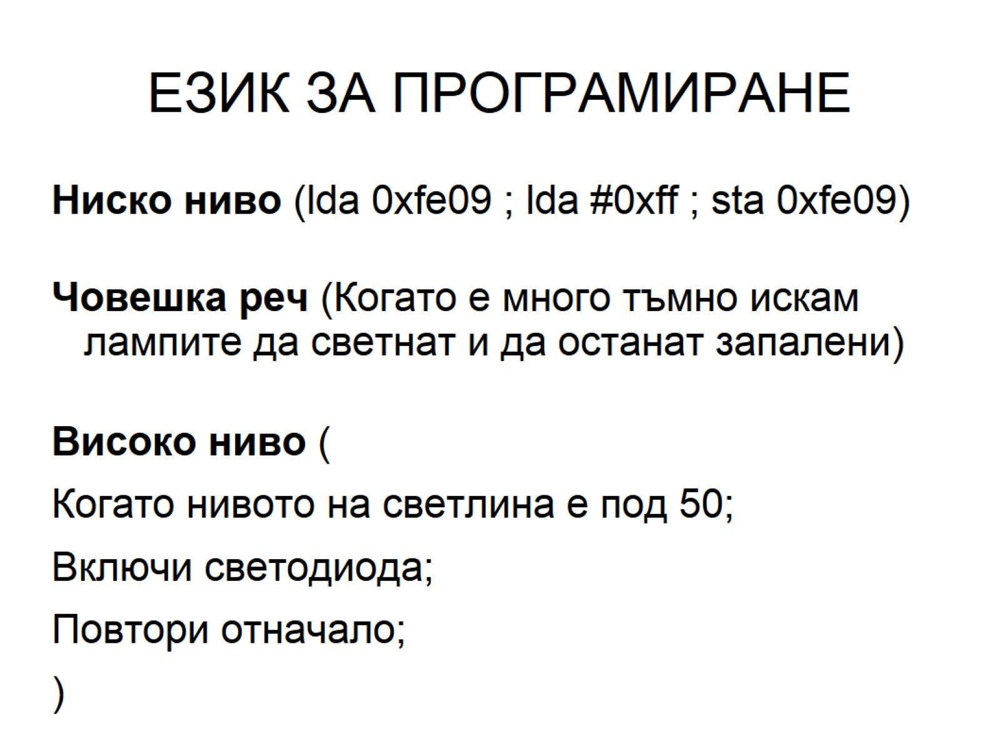 ЕЗИК ЗА ПРОГРАМИРАНЕ
Ниско ниво (lda 0xfe09 ; lda #0xff ; sta 0xfe09)
Човешка реч (Когато е много тъмно искам
лампите да светнат и да останат запалени)
Високо ниво (
Когато нивото на светлина е под 50;
Включи светодиода;
Повтори отначало;
)